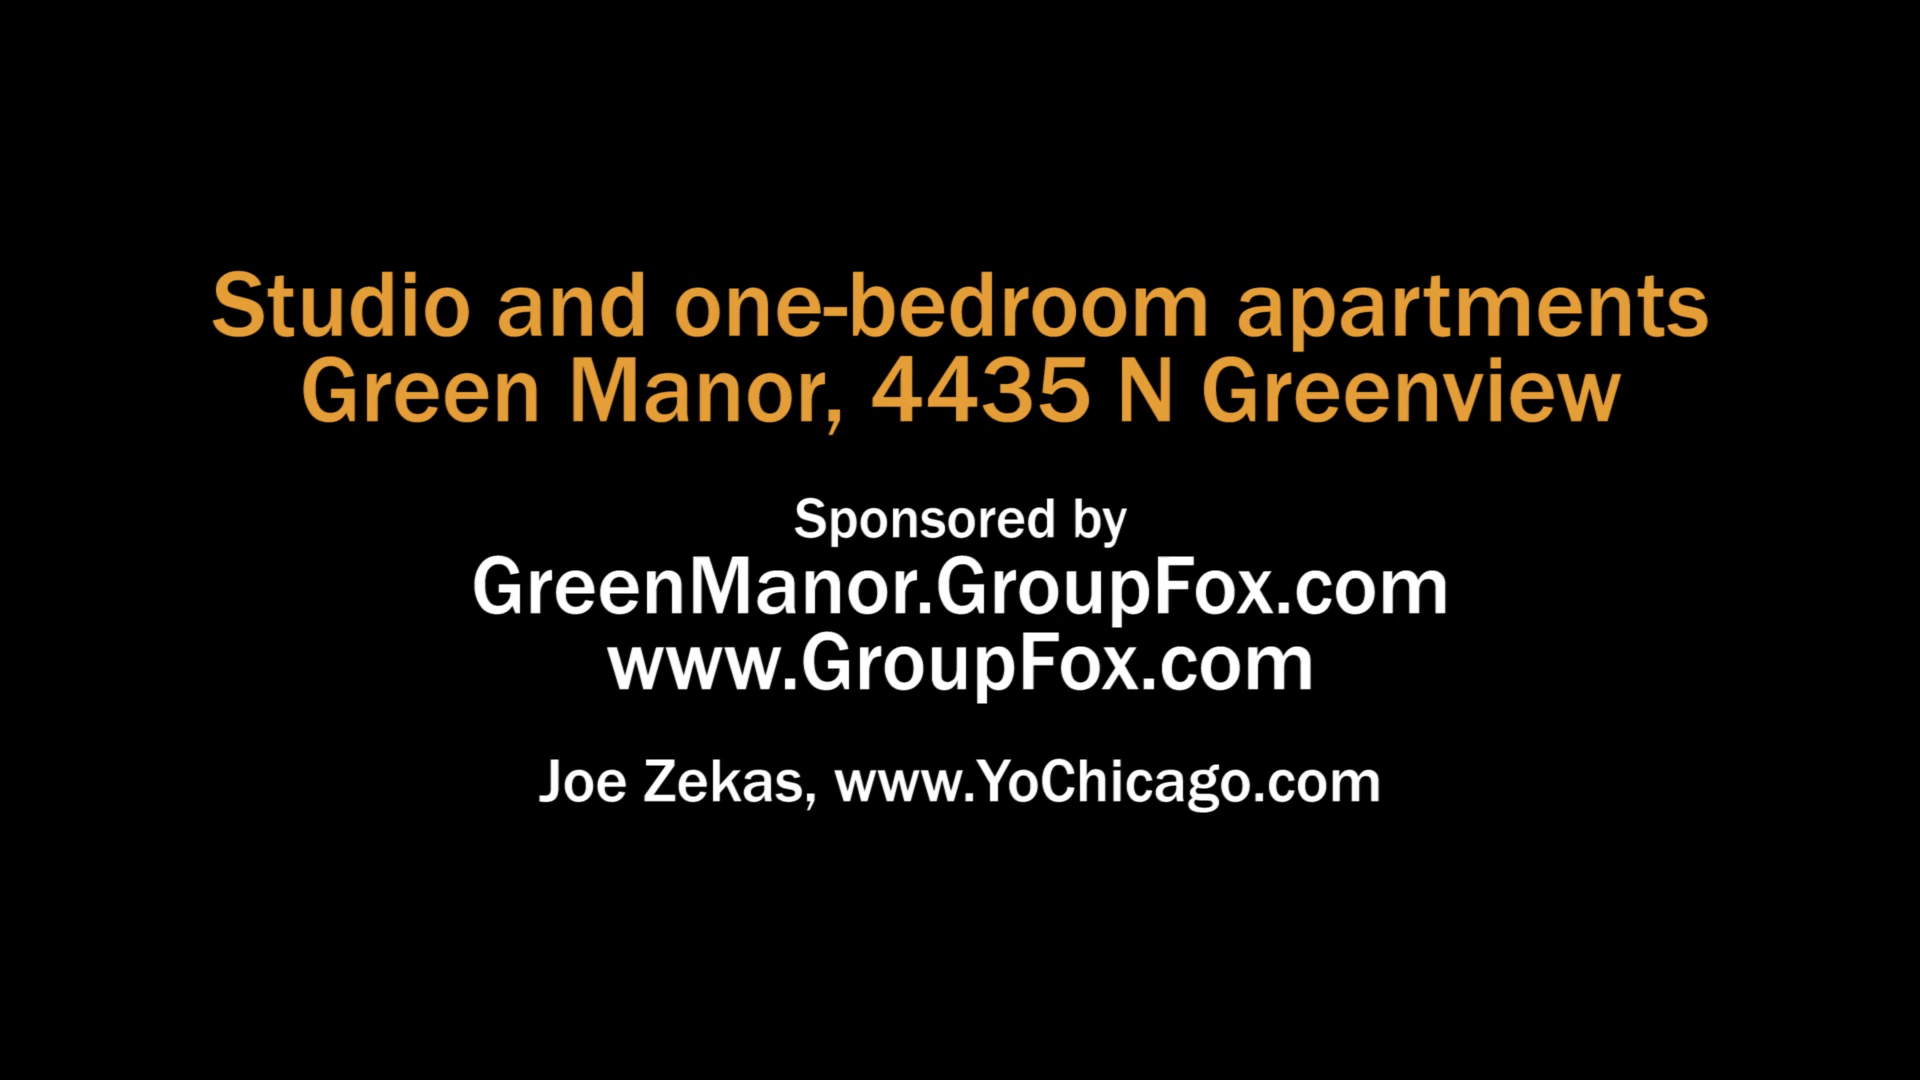 Studio and one-bedroom apartments
Green Manor, 4435 N Greenview
Sponsored by
GreenManor.GroupFox.com
www.GroupFox.com
Joe Zekas, www.YoChicago.com